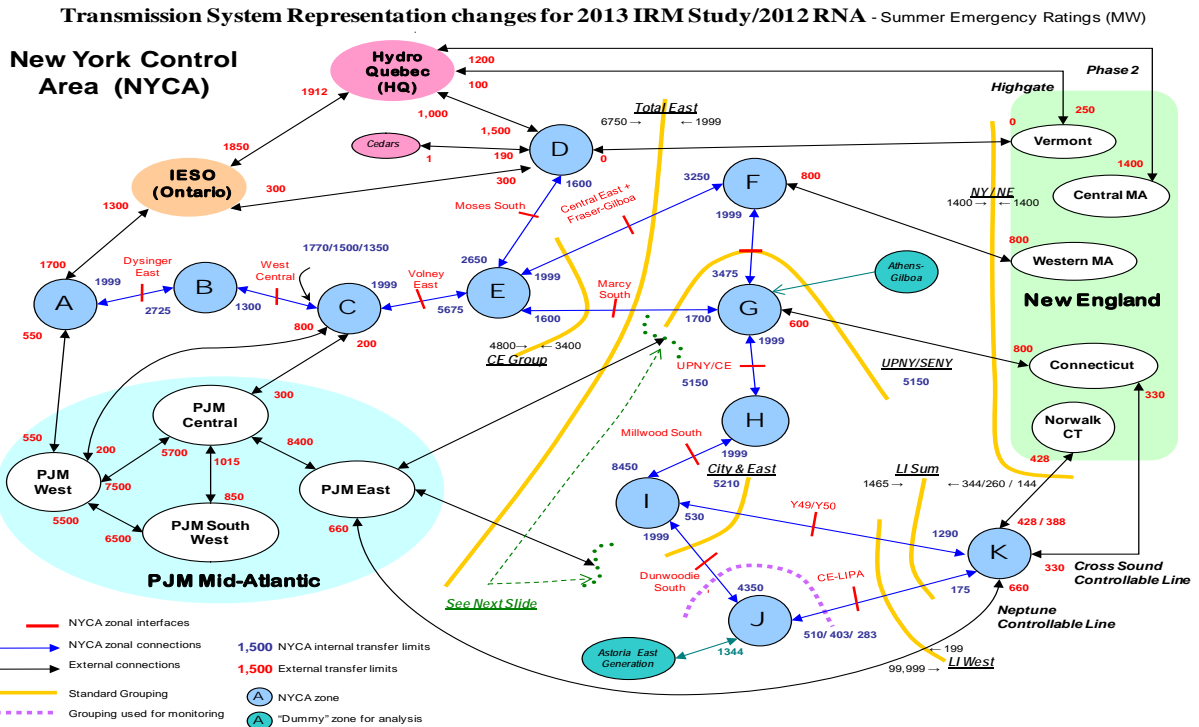 Transmission System Representation changes for 2013 IRM Study/2012 RNA - Summer Emergency Ratings (MW)
New York Control
Area (NYCA)
Hydro
Quebec
(HQ)
1200
100
Phase 2
Highgate
1912
1,000
Total East
6750→ ←1999
250
0
Vermont
1850
Cedars
1
1,500
190
D
0
300
1600
IESO
(Ontario)
300
1300
3250
F
800
1400
Central MA
NY/NE
1400→ ←1400
Moses South
Central East +
Fraser-Gilboa
1999
1770/1500/1350
800
Western MA
1700
Dysinger
East
West
Central
Volney
East
2650
1999
Marcy
South
3475
Athens-
Gilboa
New England
A
1999
2725
B
1300
C
1999
5675
E
1600
1700
G
600
550
800
200
1999
4800→ ←3400
CE Group
UPNY/CE
5150
UPNY/SENY
5150
800
Connecticut
330
PJM
Central
300
H
Norwalk
CT
550
200
5700
8400
Millwood South
1999
428
PJM
West
7500
1015
850
PJM East
8450
City & East
5210
LI Sum
1465→ ←344/260 / 144
I
530
Y49/Y50
5500
6500
PJM South
West
660
1999
1290
428 / 388
K
330
Cross Sound
Controllable Line
PJM Mid-Atlantic
Dunwoodie
South
4350
CE-LIPA
175
660
Neptune
Controllable Line
See Next Slide
J
510/ 403/ 283
NYCA zonal interfaces
NYCA zonal connections
1,500 NYCA internal transfer limits
External connections
1,500 External transfer limits
Astoria East
Generation
1344
←199
99,999→
LI West
Standard Grouping
A NYCA zone
Grouping used for monitoring
A "Dummy" zone for analysis